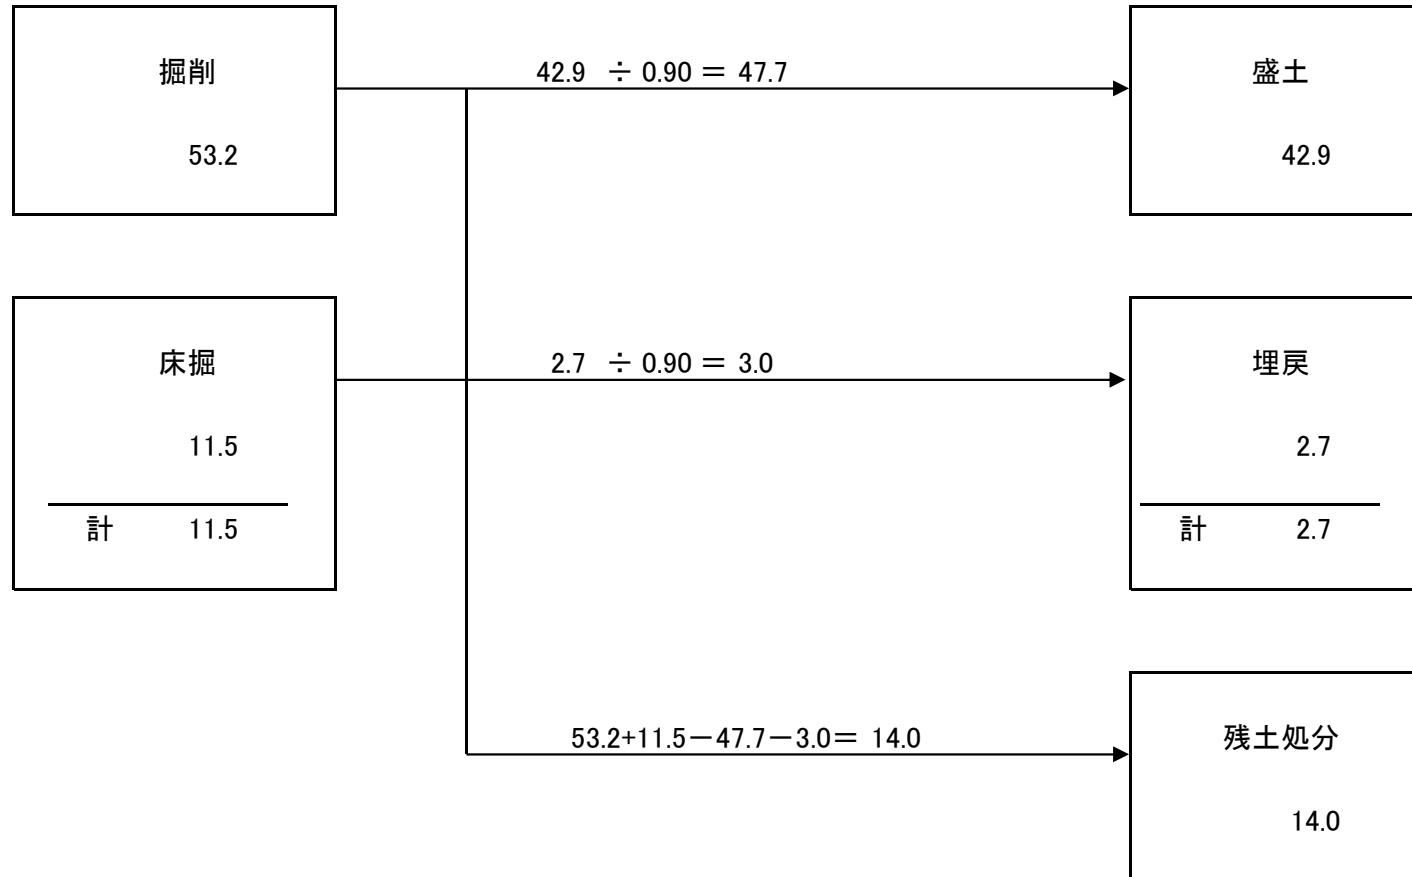 掘削
42.9 ÷ 0.90 = 47.7
盛土
53.2
42.9
床掘
2.7 ÷ 0.90 = 3.0
埋戻
11.5
2.7
計 11.5
計 2.7
53.2+11.5－47.7－3.0＝ 14.0
残土処分
14.0